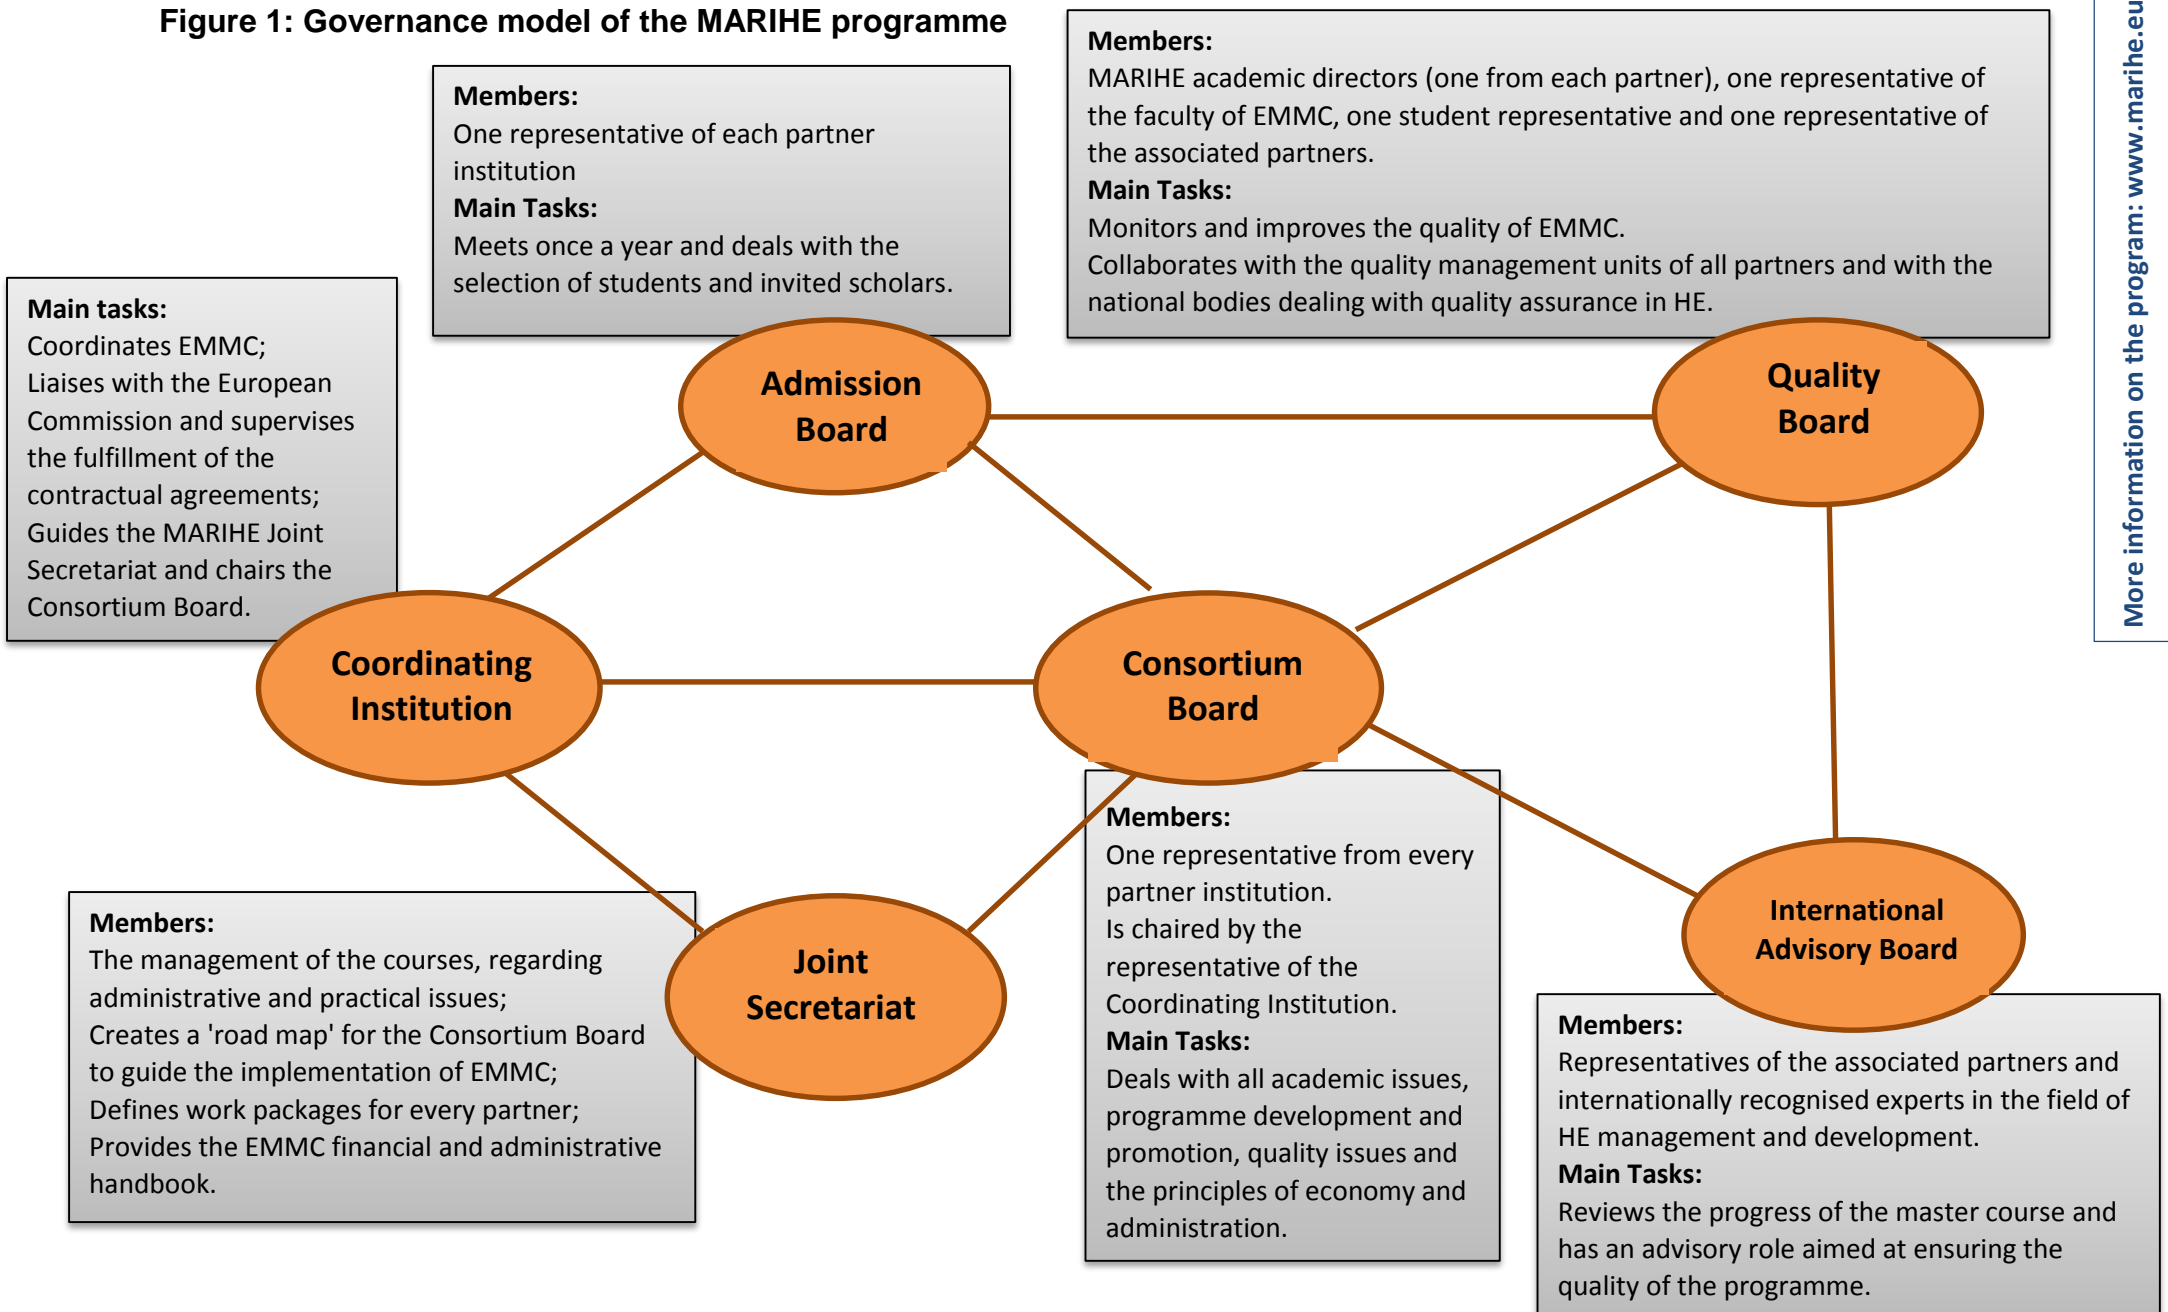 Figure 1: Governance model of the MARIHE programme
Members:
One representative of each partner
institution
Main Tasks:
Meets once a year and deals with the
selection of students and invited scholars.
Members:
MARIHE academic directors (one from each partner), one representative of
the faculty of EMMC, one student representative and one representative of
the associated partners.
Main Tasks:
Monitors and improves the quality of EMMC.
Collaborates with the quality management units of all partners and with the
national bodies dealing with quality assurance in HE.
More information on the program: www.marihe.eu
Main tasks:
Coordinates EMMC;
Liaises with the European
Commission and supervises
the fulfillment of the
contractual agreements;
Guides the MARIHE Joint
Secretariat and chairs the
Consortium Board.
Admission
Board
Quality
Board
Coordinating
Institution
Consortium
Board
Members:
The management of the courses, regarding
administrative and practical issues;
Creates a 'road map' for the Consortium Board
to guide the implementation of EMMC;
Defines work packages for every partner;
Provides the EMMC financial and administrative
handbook.
Joint
Secretariat
Members:
One representative from every
partner institution.
Is chaired by the
representative of the
Coordinating Institution.
Main Tasks:
Deals with all academic issues,
programme development and
promotion, quality issues and
the principles of economy and
administration.
International
Advisory Board
Members:
Representatives of the associated partners and
internationally recognised experts in the field of
HE management and development.
Main Tasks:
Reviews the progress of the master course and
has an advisory role aimed at ensuring the
quality of the programme.